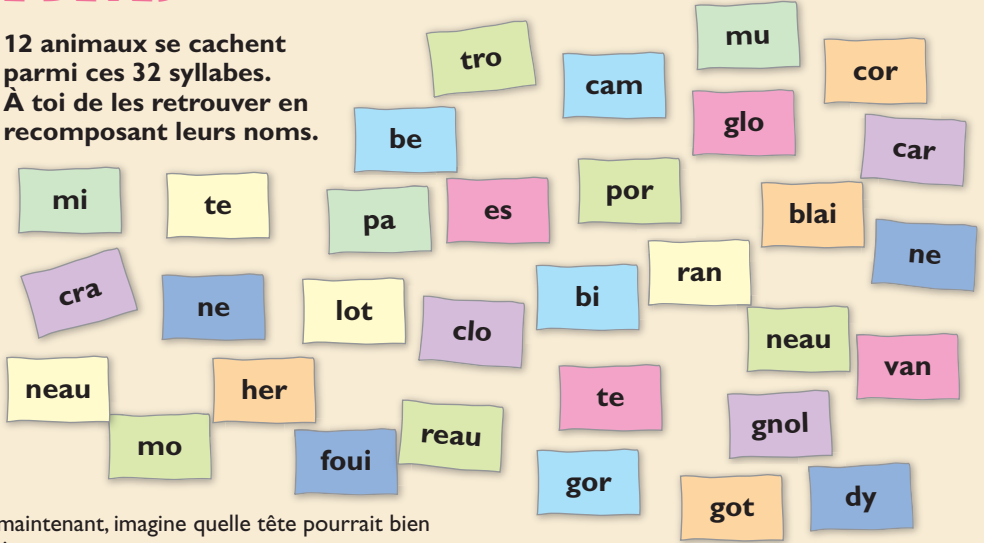 12 animaux se cachent
parmi ces 32 syllabes.
À toi de les retrouver en
recomposant leurs noms.
tro
cam
mu
cor
be
glo
car
mi
te
pa
es
por
blai
ne
cra
ne
lot
clo
bi
ran
neau
van
neau
her
mo
foui
reau
te
gnol
gor
got
dy
maintenant, imagine quelle tête pourrait bien